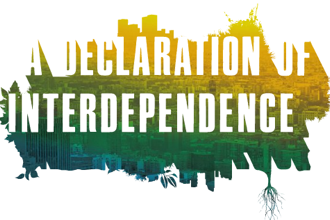 A DECLARATION OF
INTERDEPENDENCE